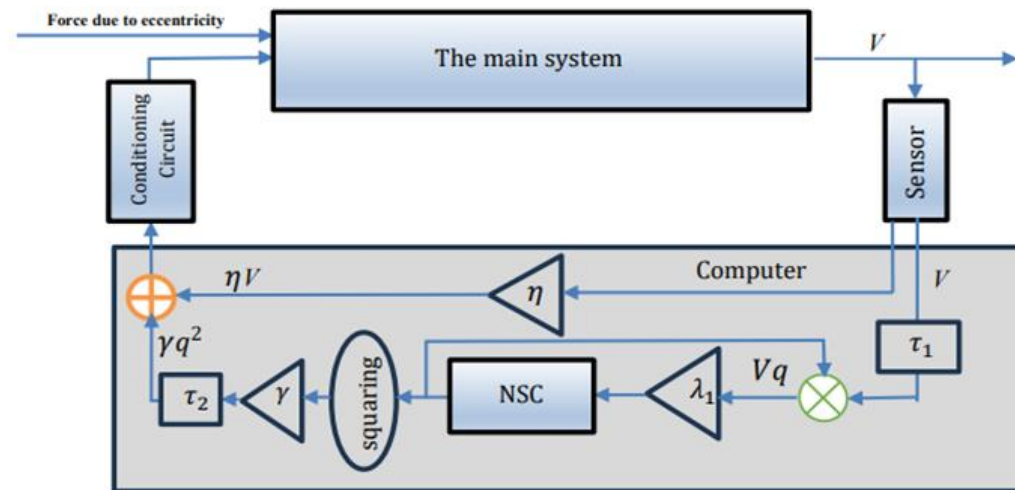 Force due to eccentricity
The main system
V
Conditioning
Circuit
Sensor
ηV
η
Computer
V
γq²
τ₂
γ
squaring
NSC
λ₁
Vq
τ₁